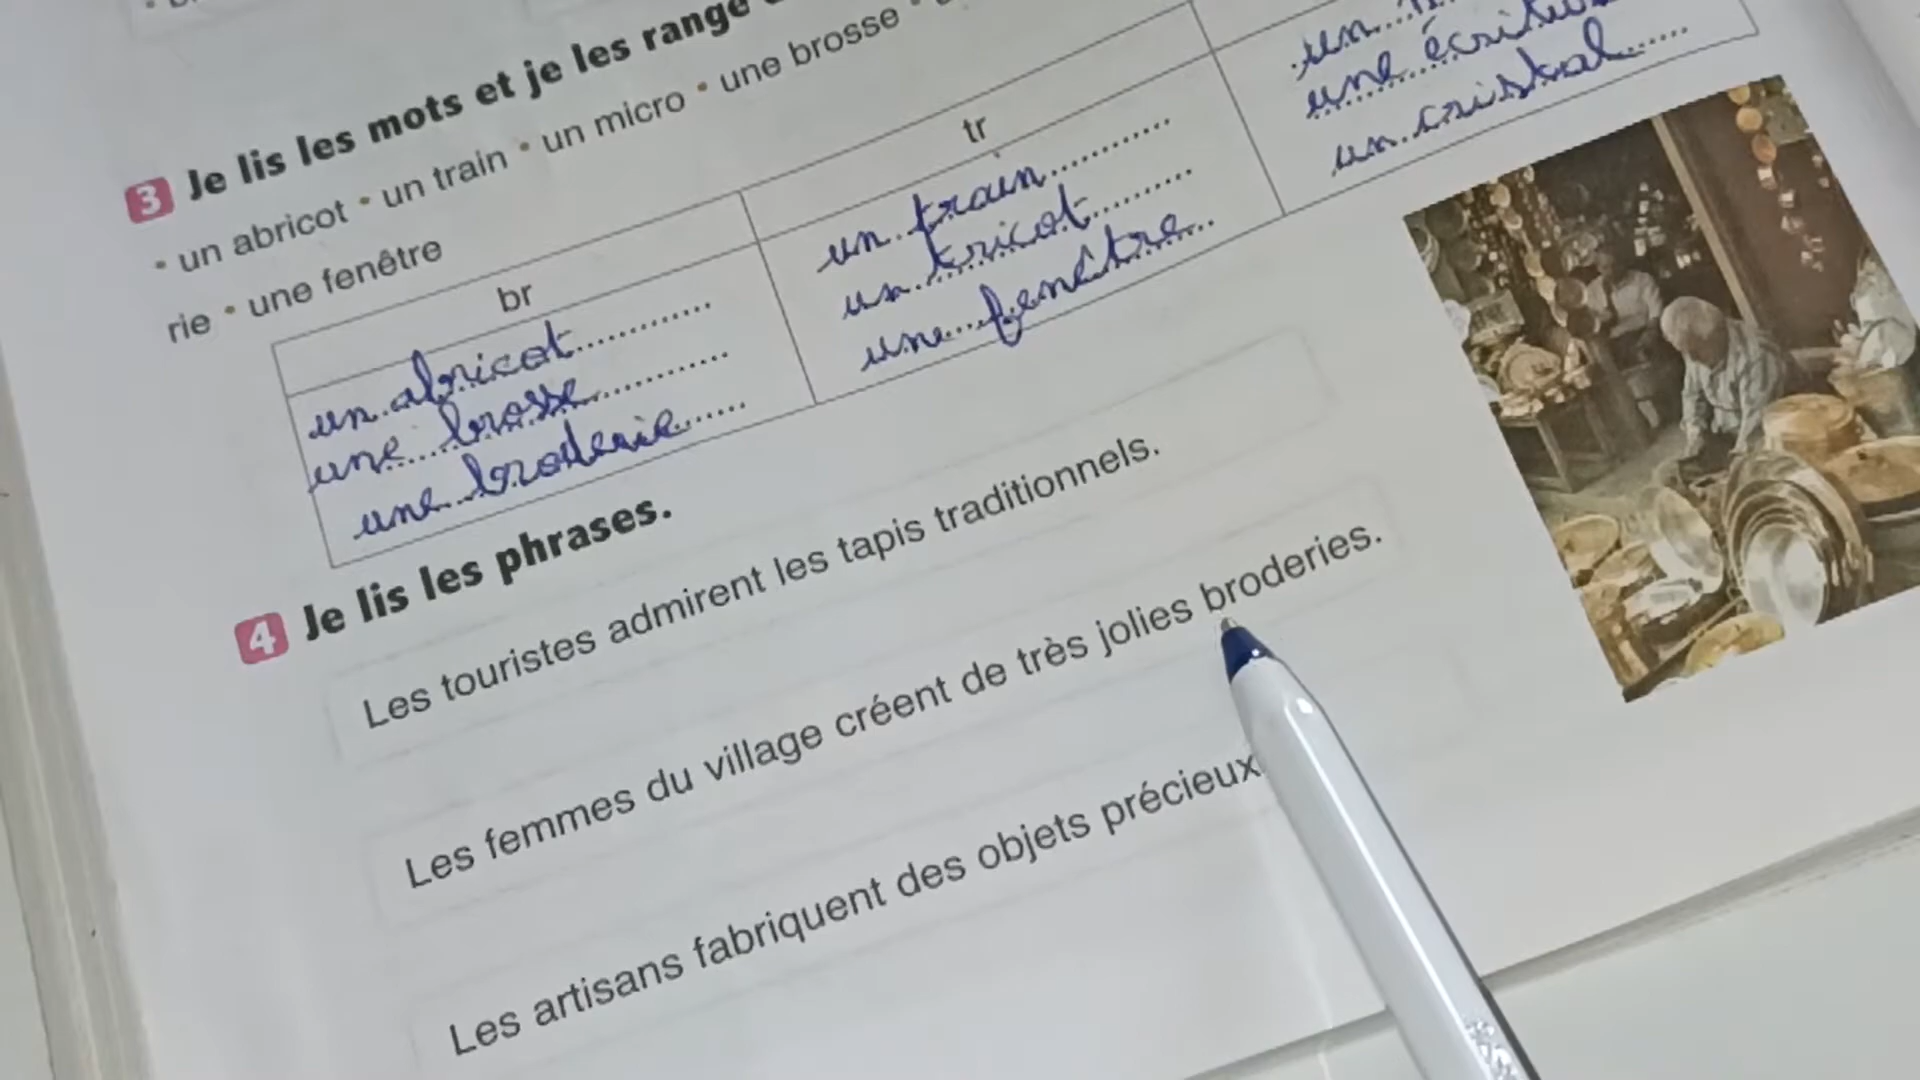 3 Je lis les mots et je les range
• un abricot • un train • un micro • une brosse •
rie • une fenêtre
br
tr
un abricot
une brosse
une broderie
un train
un tricot
une fenêtre
un
une
un cristal
4 Je lis les phrases.
Les touristes admirent les tapis traditionnels.
Les femmes du village créent de très jolies broderies.
Les artisans fabriquent des objets précieux